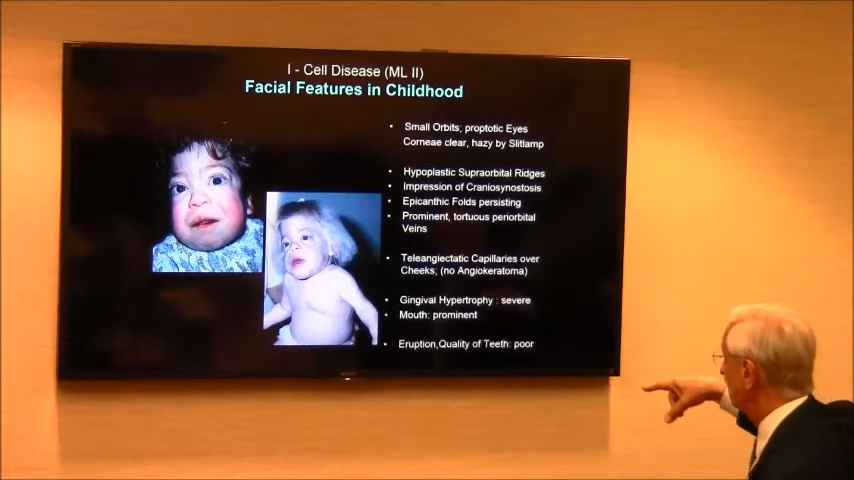 I - Cell Disease (ML II)
Facial Features in Childhood
• Small Orbits; proptotic Eyes
Corneae clear, hazy by Slitlamp
• Hypoplastic Supraorbital Ridges
• Impression of Craniosynostosis
• Epicanthic Folds persisting
• Prominent, tortuous periorbital
Veins
• Teleangiectatic Capillaries over
Cheeks; (no Angiokeratoma)
• Gingival Hypertrophy : severe
• Mouth: prominent
• Eruption,Quality of Teeth: poor